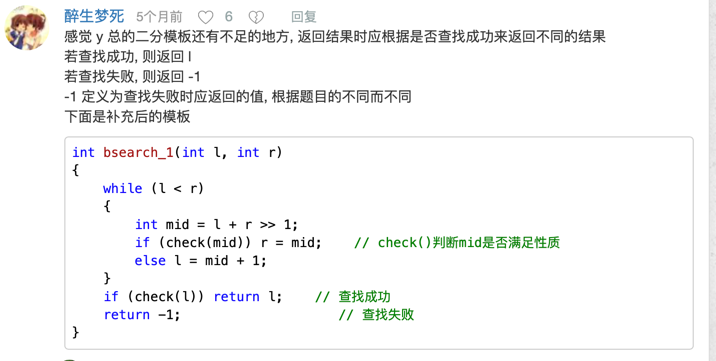 醉生梦死 5个月前 6 回复
感觉 y 总的二分模板还有不足的地方, 返回结果时应根据是否查找成功来返回不同的结果
若查找成功, 则返回 l
若查找失败, 则返回 -1
-1 定义为查找失败时应返回的值, 根据题目的不同而不同
下面是补充后的模板
int bsearch_1(int l, int r)
{
    while (l < r)
    {
        int mid = l + r >> 1;
        if (check(mid)) r = mid;    // check()判断mid是否满足性质
        else l = mid + 1;
    }
    if (check(l)) return l;    // 查找成功
    return -1;                 // 查找失败
}